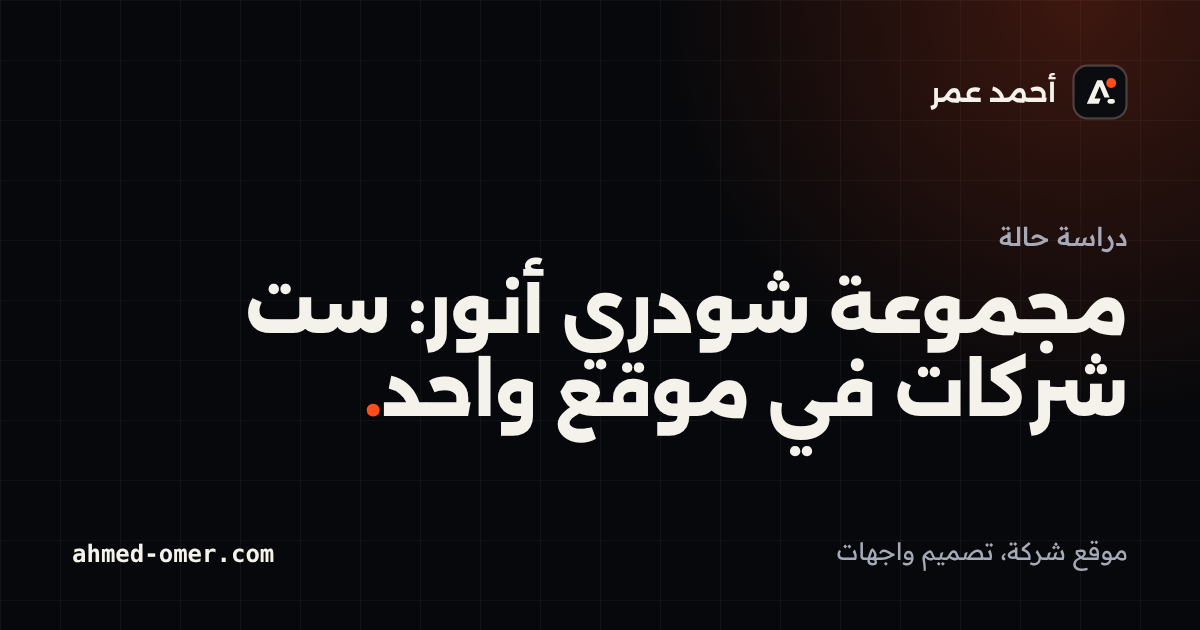 أحمد عمر
دراسة حالة
مجموعة شودري أنور: ست
شركات في موقع واحد.
موقع شركة، تصميم واجهات
ahmed-omer.com